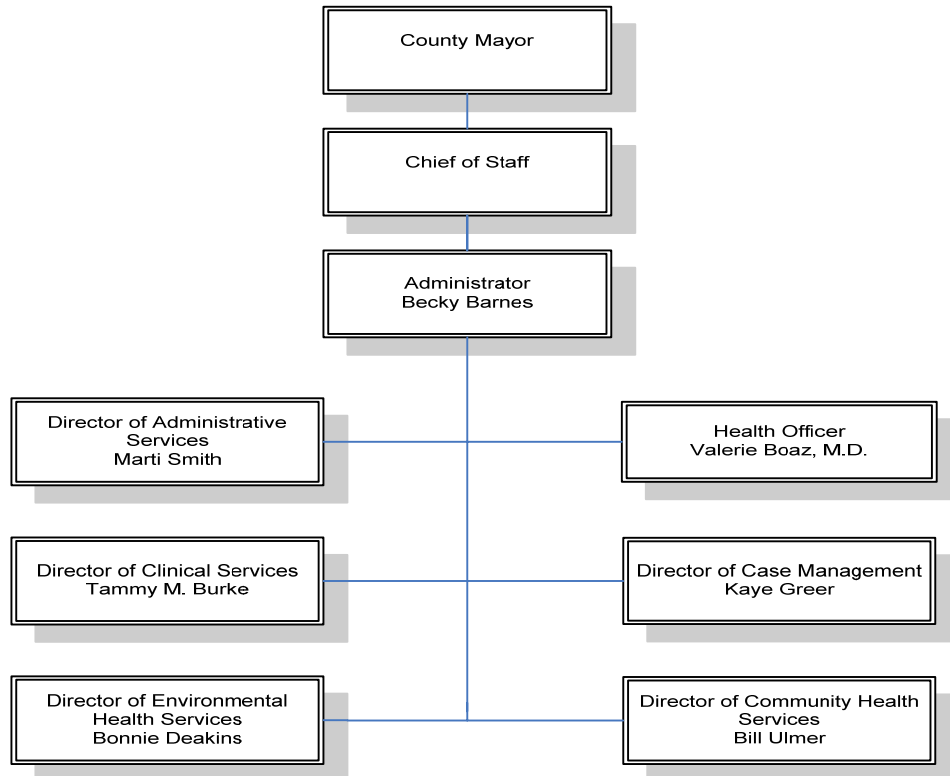 County Mayor
Chief of Staff
Administrator
Becky Barnes
Director of Administrative
Services
Marti Smith
Health Officer
Valerie Boaz, M.D.
Director of Clinical Services
Tammy M. Burke
Director of Case Management
Kaye Greer
Director of Environmental
Health Services
Bonnie Deakins
Director of Community Health
Services
Bill Ulmer